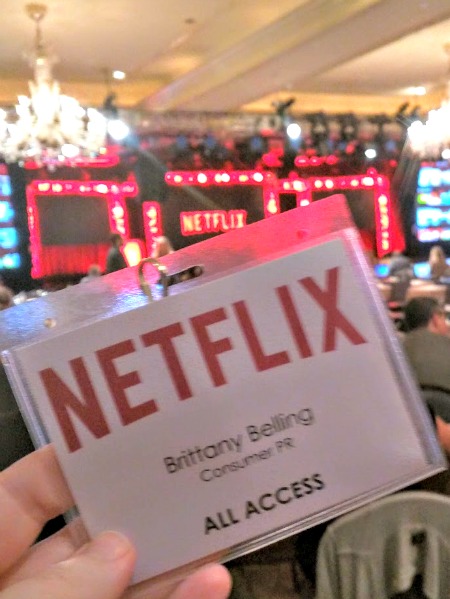 NETFLIX
NETFLIX
Brittany Belling
Consumer PR
ALL ACCESS